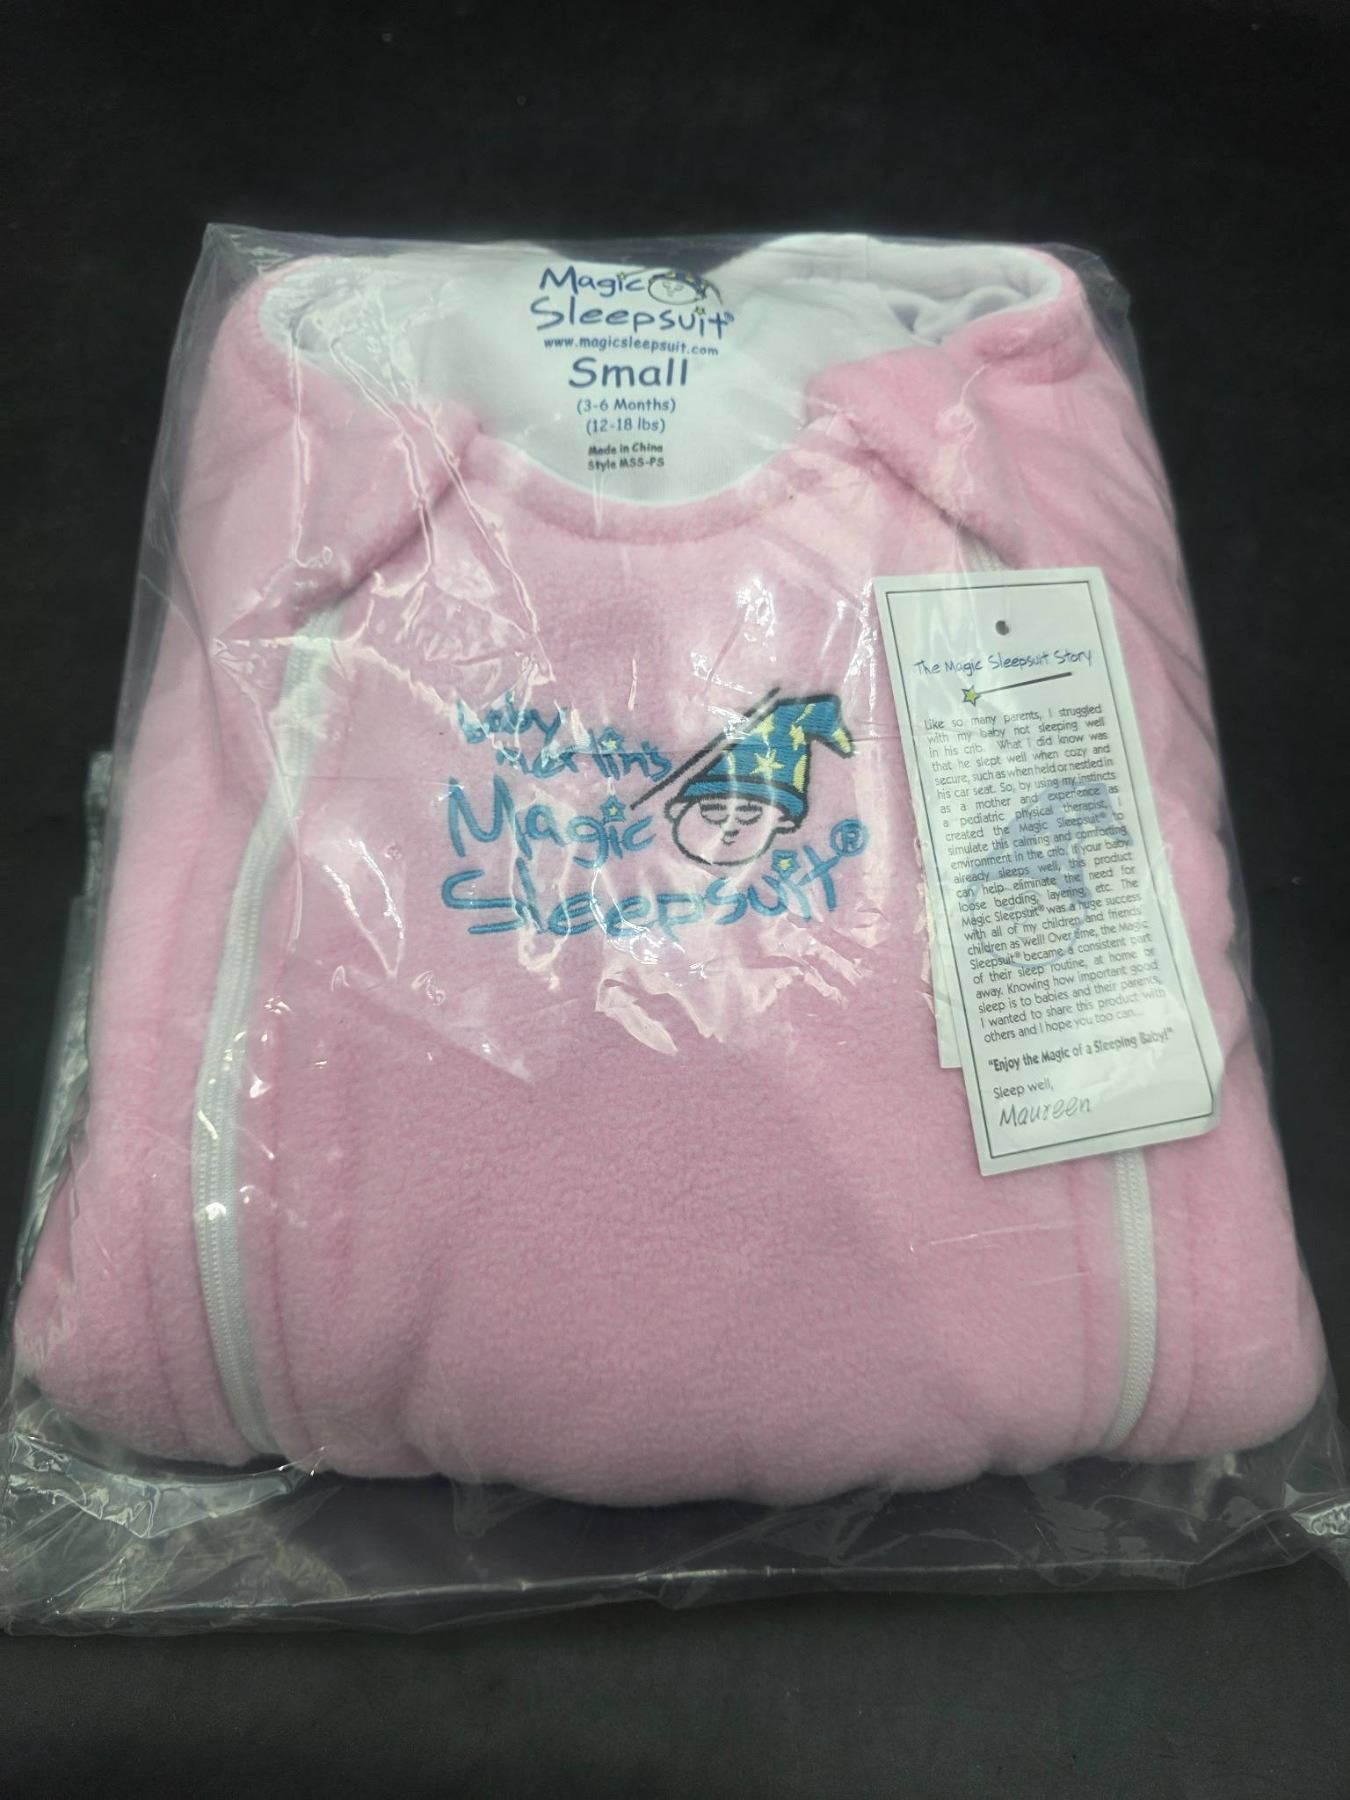 Magic
Sleepsuit®
www.magicsleepsuit.com
Small
(3-6 Months)
(12-18 lbs)
Made in China
Style MSS-PS
baby
merlin's
Magic
Sleepsuit®
The Magic Sleepsuit Story
Like so many parents, I struggled
with my baby not sleeping well
in his crib. What I did know was
that he slept well when cozy and
secure, such as when held or nestled in
his car seat. So, by using my instincts
as a mother and experience as
a pediatric physical therapist, I
created the Magic Sleepsuit® to
simulate this calming and comforting
environment in the crib. If your baby
already sleeps well, this product
can help eliminate the need for
loose bedding, layering, etc. The
Magic Sleepsuit® was a huge success
with all of my children and friends'
children as well! Over time, the Magic
Sleepsuit® became a consistent part
of their sleep routine, at home or
away. Knowing how important good
sleep is to babies and their parents,
I wanted to share this product with
others and I hope you too can...
"Enjoy the Magic of a Sleeping Baby!"
Sleep well,
Maureen